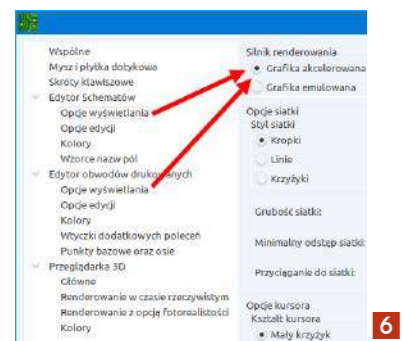 Wspólne
Mysz i płytka dotykowa
Skróty klawiszowe
Edytor Schematów
Opcje wyświetlania
Opcje edycji
Kolory
Wzorce nazw pól
Edytor obwodów drukowanych
Opcje wyświetlania
Opcje edycji
Kolory
Wtyczki dodatkowych poleceń
Punkty bazowe oraz osie
Przeglądarka 3D
Główne
Renderowanie w czasie rzeczywistym
Renderowanie z opcją fotorealistości
Kolory
Silnik renderowania
Grafika akcelerowana
Grafika emulowana
Opcje siatki
Styl siatki
Kropki
Linie
Krzyżyki
Grubość siatki:
Minimalny odstęp siatki:
Przyciąganie do siatki:
Opcje kursora
Kształt kursora
Mały krzyżyk
6